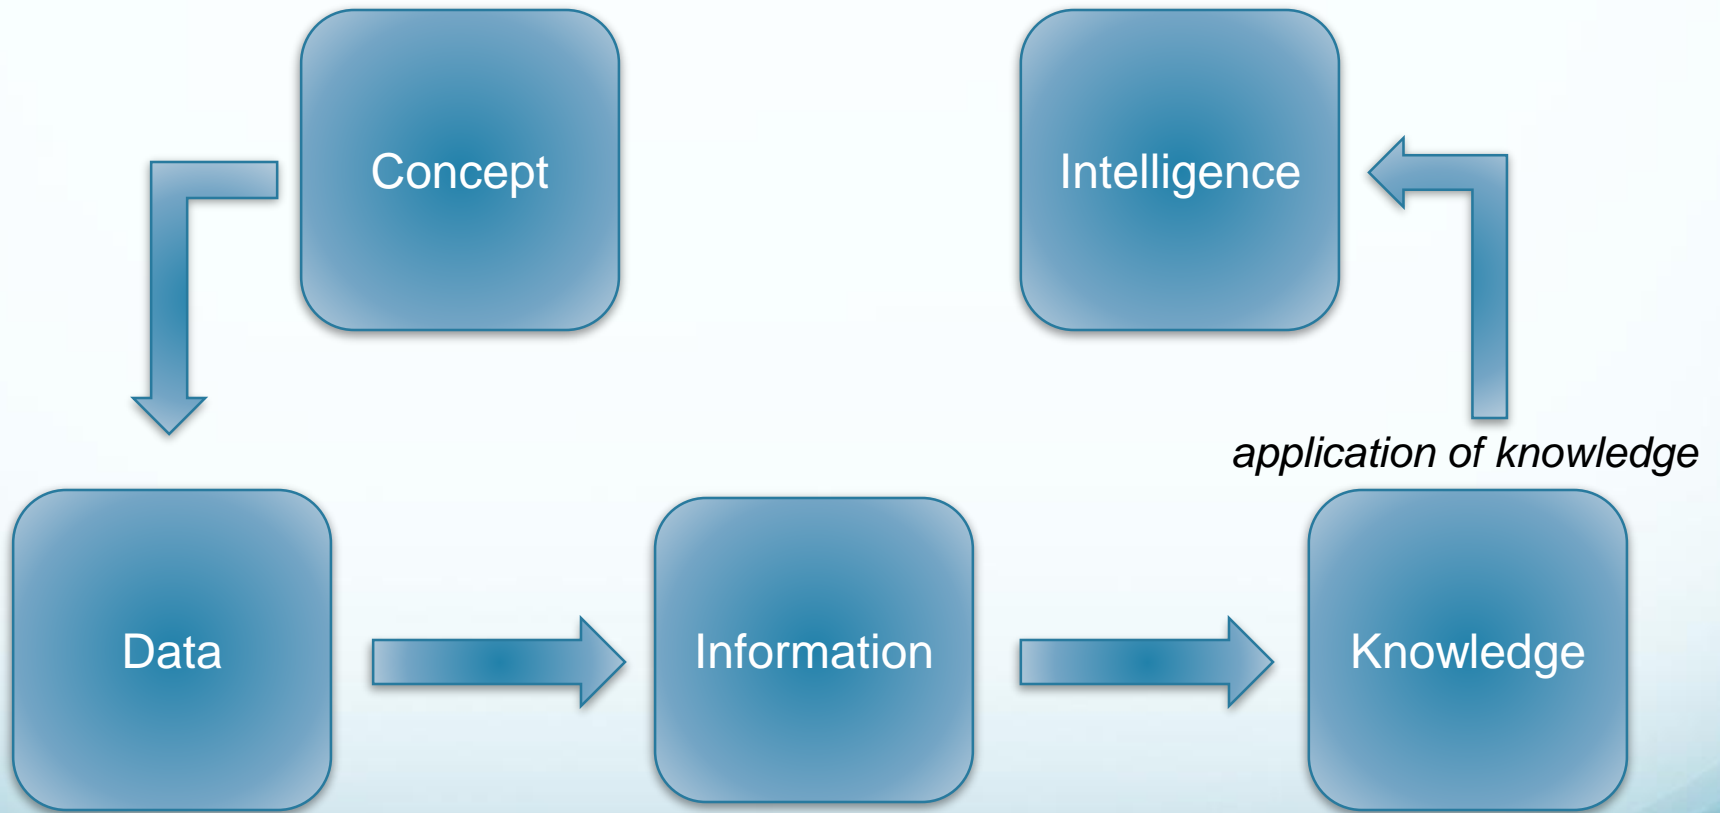 Concept
Intelligence
application of knowledge
Data
Information
Knowledge